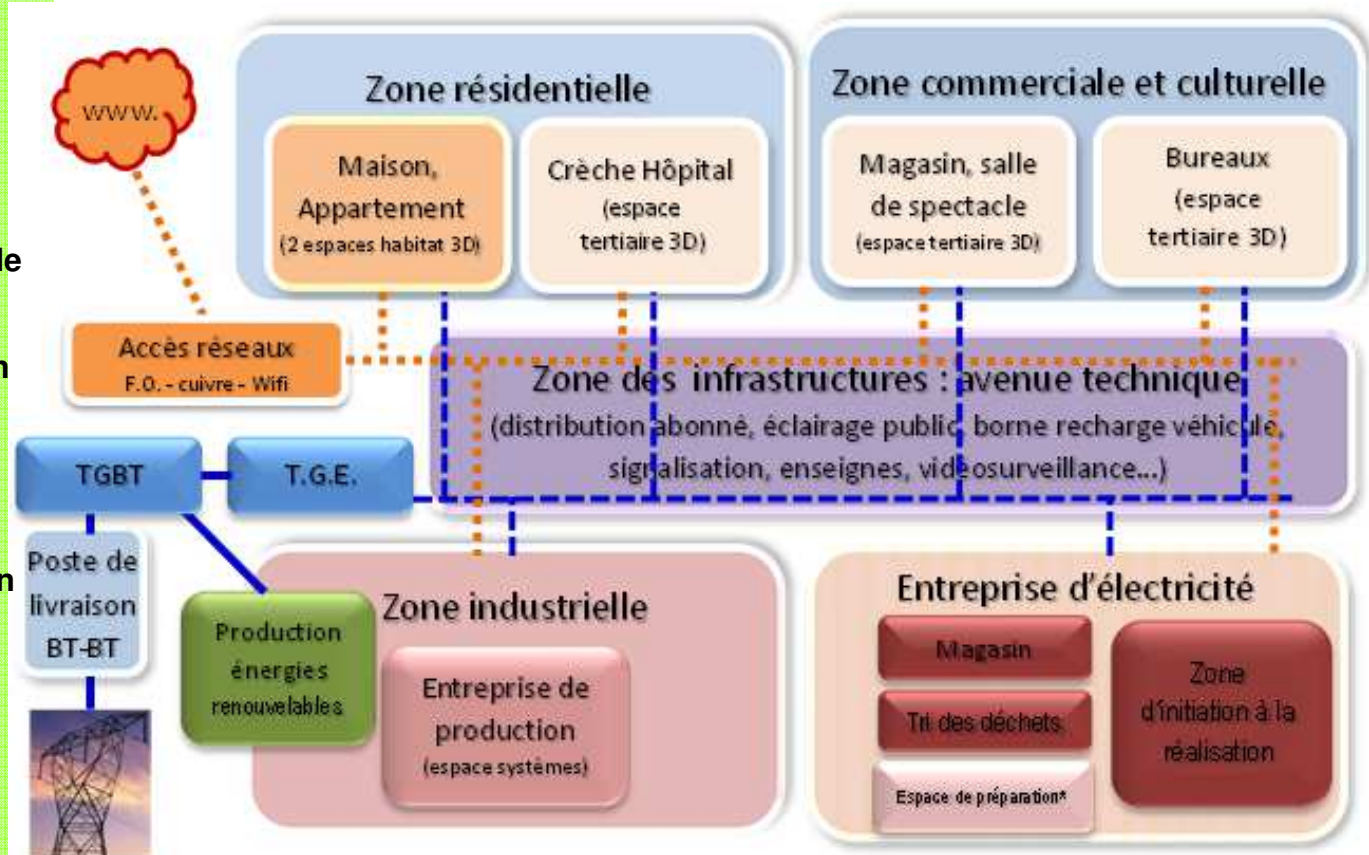 Zone résidentielle
Zone commerciale et culturelle
www.
Maison,
Appartement
(2 espaces habitat 3D)
Crèche Hôpital
(espace
tertiaire 3D)
Magasin, salle
de spectacle
(espace tertiaire 3D)
Bureaux
(espace
tertiaire 3D)
Accès réseaux
F.O. - cuivre - Wifi
Zone des infrastructures : avenue technique
(distribution abonné, éclairage public, borne recharge véhicule,
signalisation, enseignes, vidéosurveillance...)
TGBT
T.G.E.
Poste de
livraison
BT-BT
Production
énergies
renouvelables
Zone industrielle
Entreprise de
production
(espace systèmes)
Entreprise d'électricité
Magasin
Tri des déchets
Espace de préparation*
Zone
d'initiation à la
réalisation